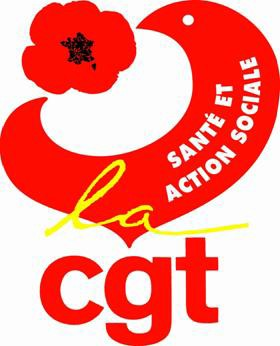 SANTÉ ET
ACTION SOCIALE
la
cgt